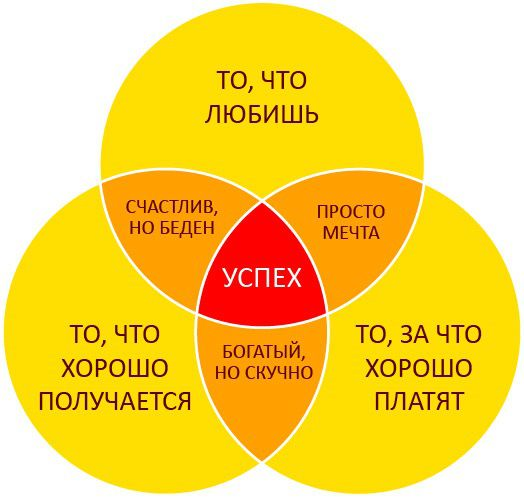 ТО, ЧТО
ЛЮБИШЬ
СЧАСТЛИВ,
НО БЕДЕН
ПРОСТО
МЕЧТА
УСПЕХ
ТО, ЧТО
ХОРОШО
ПОЛУЧАЕТСЯ
БОГАТЫЙ,
НО СКУЧНО
ТО, ЗА ЧТО
ХОРОШО
ПЛАТЯТ